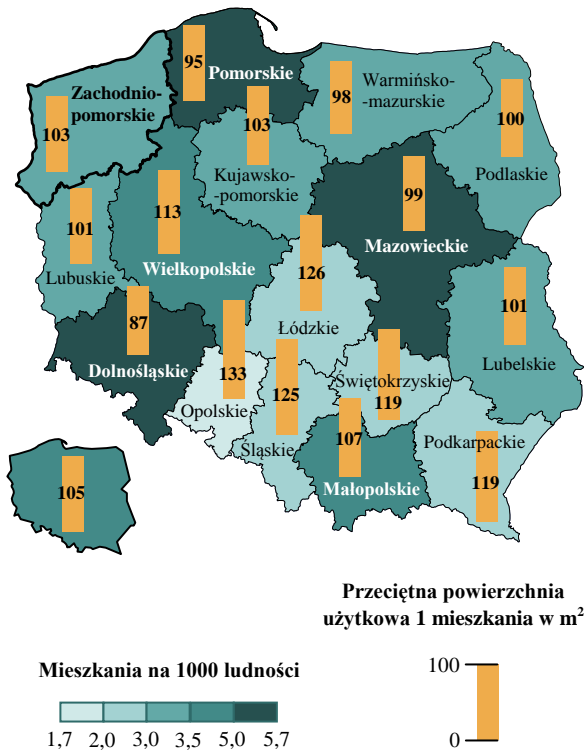 95
Pomorskie
Zachodnio-
pomorskie
103
98
Warmińsko-
mazurskie
103
Kujawsko-
-pomorskie
100
Podlaskie
101
Lubuskie
113
Wielkopolskie
99
Mazowieckie
126
Łódzkie
87
Dolnośląskie
101
Lubelskie
133
Opolskie
125
Śląskie
Świętokrzyskie
119
107
Małopolskie
Podkarpackie
119
105
Przeciętna powierzchnia
użytkowa 1 mieszkania w m²
100
0
Mieszkania na 1000 ludności
1,7 2,0 3,0 3,5 5,0 5,7